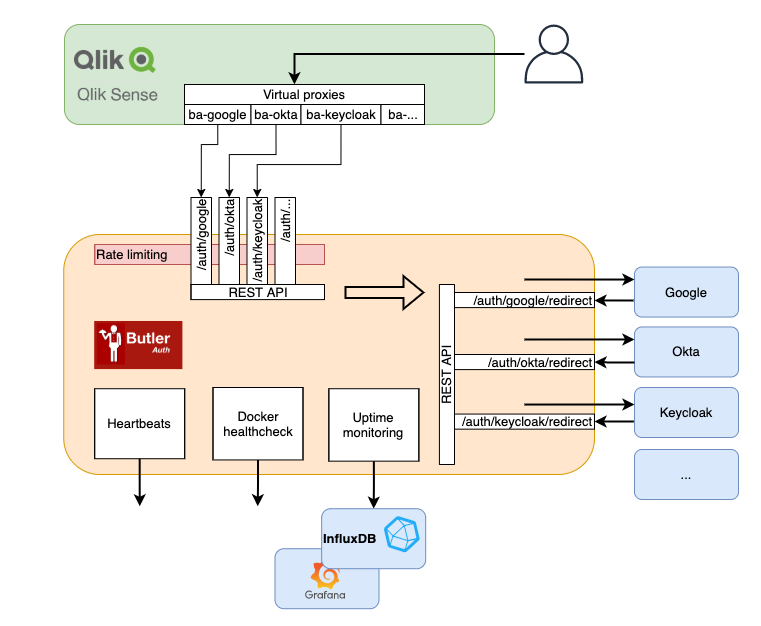 Qlik
Qlik Sense
Virtual proxies
ba-google
ba-okta
ba-keycloak
ba-...
/auth/google
/auth/okta
/auth/keycloak
/auth/...
Rate limiting
REST API
REST API
/auth/google/redirect
/auth/okta/redirect
/auth/keycloak/redirect
Google
Okta
Keycloak
...
Butler
Auth
Heartbeats
Docker
healthcheck
Uptime
monitoring
InfluxDB
Grafana